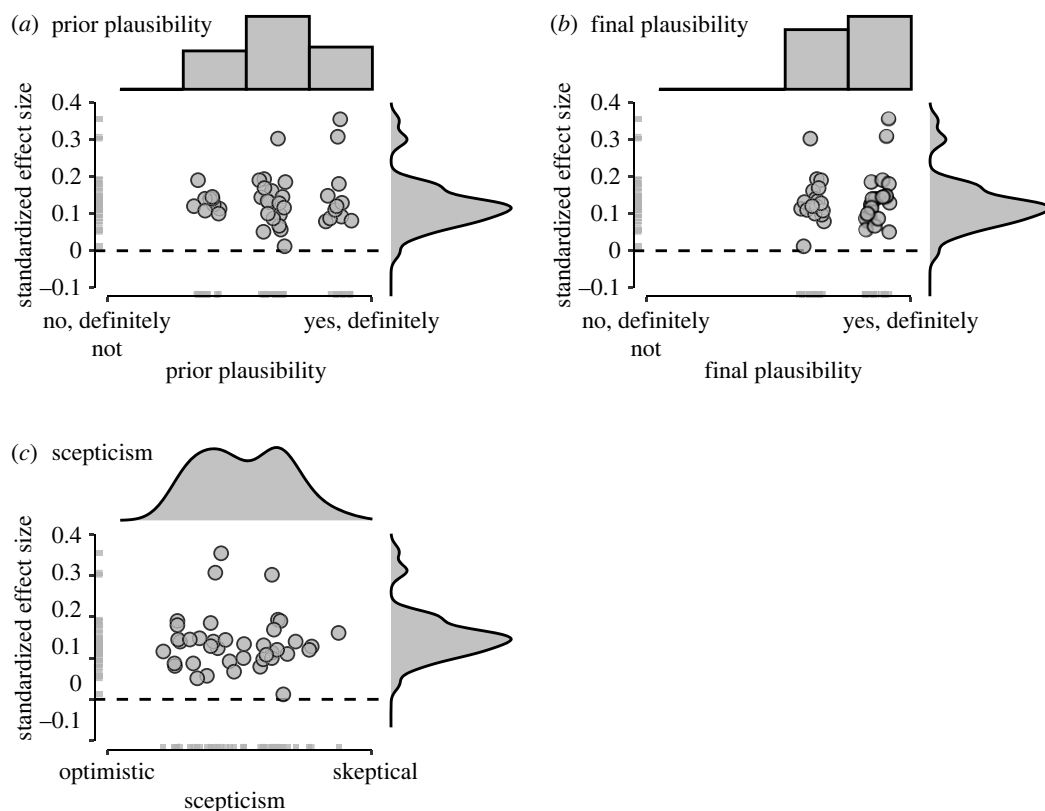 (a) prior plausibility
standardized effect size
0.4
0.3
0.2
0.1
0
–0.1
no, definitely
not
yes, definitely
prior plausibility
(b) final plausibility
standardized effect size
0.4
0.3
0.2
0.1
0
–0.1
no, definitely
not
yes, definitely
final plausibility
(c) scepticism
standardized effect size
0.4
0.3
0.2
0.1
0
–0.1
optimistic
skeptical
scepticism